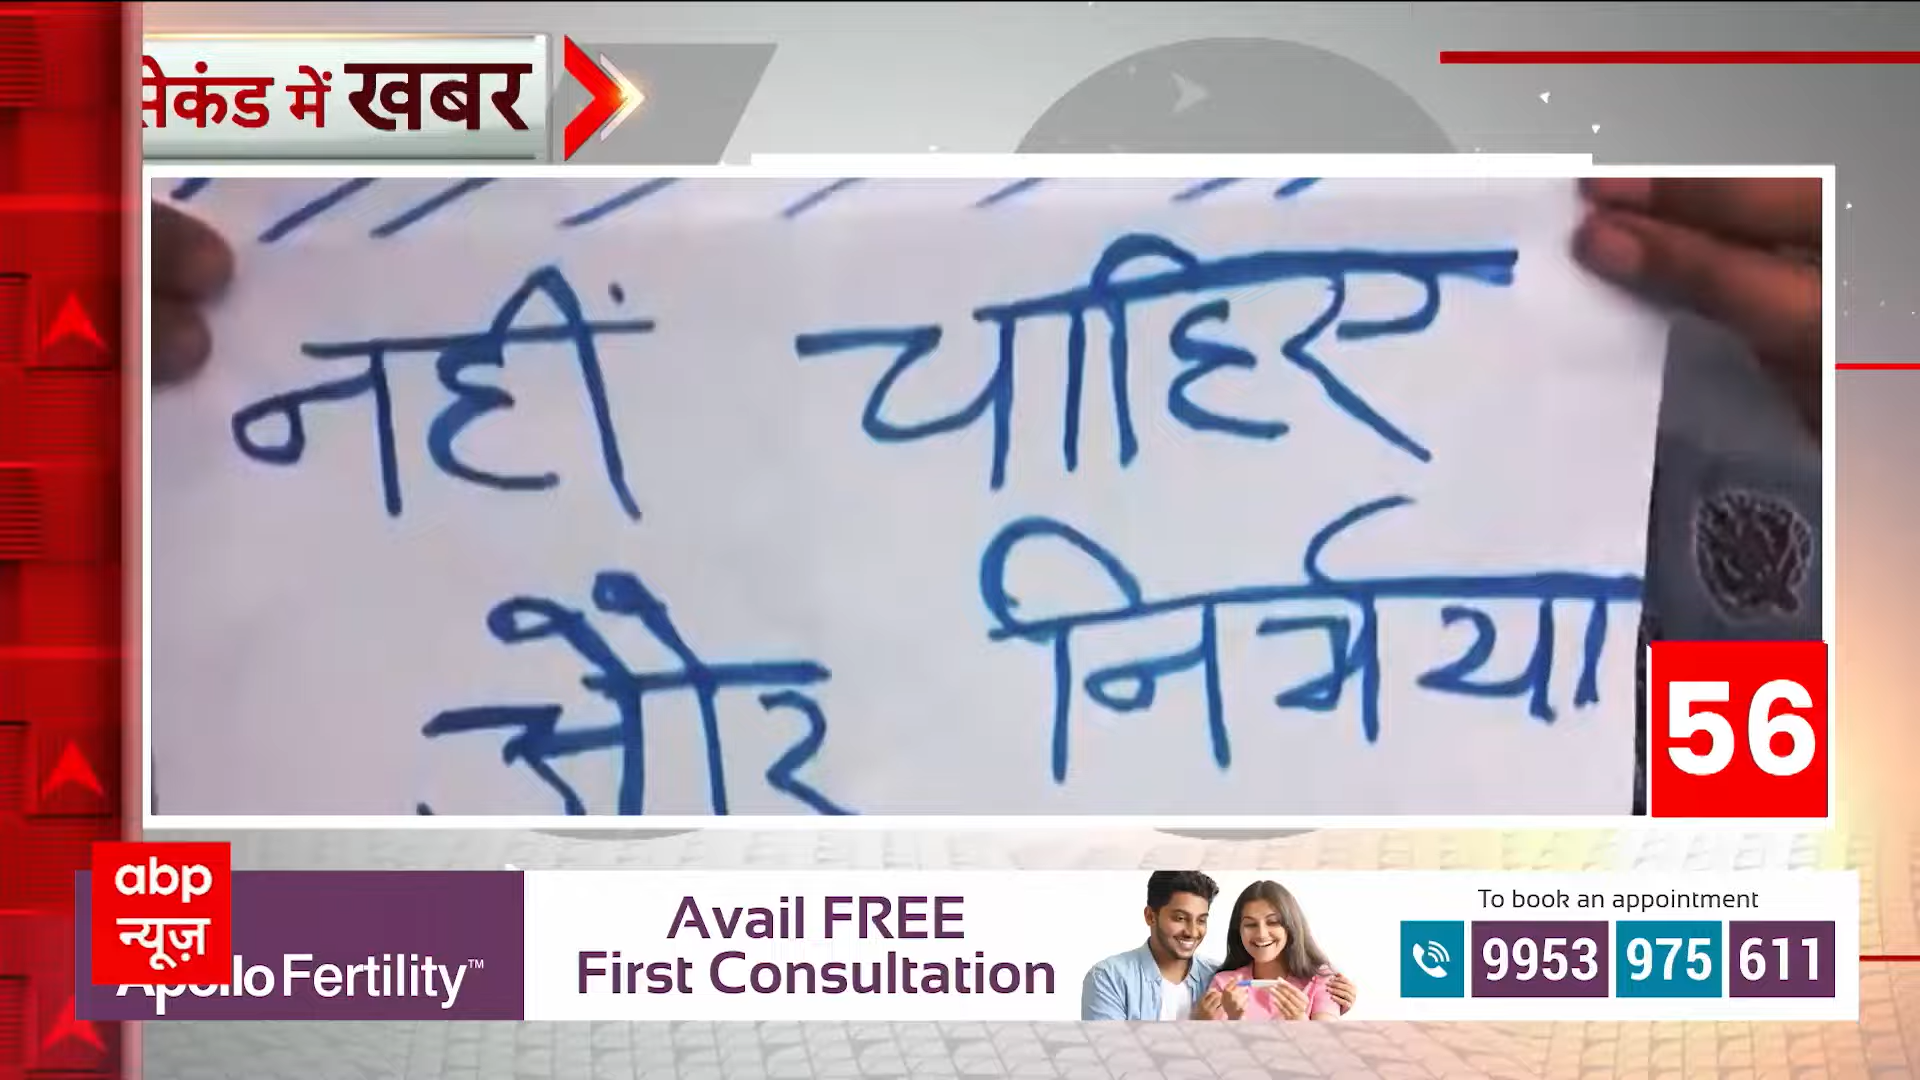 सेकंड में खबर
नहीं चाहिए
और निर्भया
56
abp
न्यूज़
Apollo Fertility™
Avail FREE
First Consultation
To book an appointment
9953 975 611